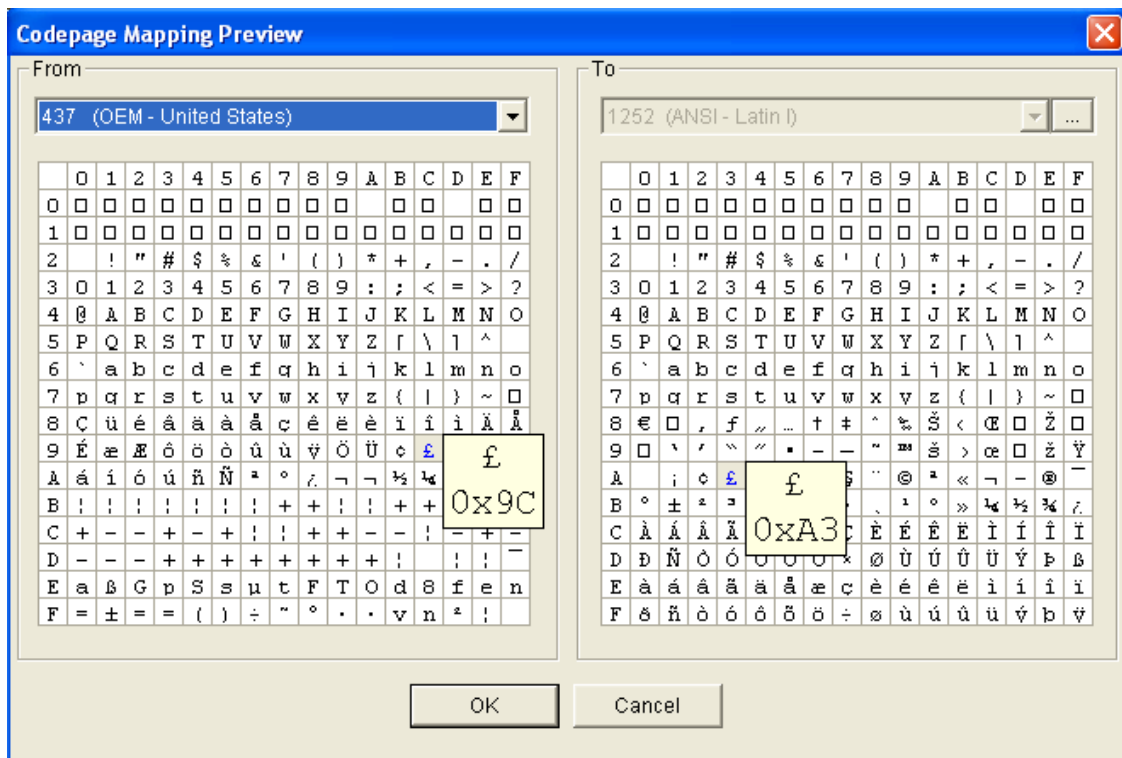 Codepage Mapping Preview
From
437 (OEM - United States)
0 1 2 3 4 5 6 7 8 9 A B C D E F
0
1
2 ! " # $ % & ' ( ) * + , - . /
3 0 1 2 3 4 5 6 7 8 9 : ; < = > ?
4 @ A B C D E F G H I J K L M N O
5 P Q R S T U V W X Y Z [ \ ] ^
6 ` a b c d e f g h i j k l m n o
7 p q r s t u v w x y z { | } ~
8 Ç ü é â ä à å ç ê ë è ï î ì Ä Å
9 É æ Æ ô ö ò û ù ÿ Ö Ü ¢ £
A á í ó ú ñ Ñ ª º ¿ ¬ ¬ ½ ¼
B ¦ ¦ ¦ ¦ ¦ ¦ ¦ + + ¦ ¦ + +
C + - - + - + ¦ ¦ + + - - ¦ - + -
D - - - + + + + + + + + ¦ ¦ ¦ ¯
E a ß G p S s µ t F T O d 8 f e n
F = ± = = ( ) ÷ ˜ ° · · v n ² ¦
£
0x9C
To
1252 (ANSI - Latin I)
...
0 1 2 3 4 5 6 7 8 9 A B C D E F
0
1
2 ! " # $ % & ' ( ) * + , - . /
3 0 1 2 3 4 5 6 7 8 9 : ; < = > ?
4 @ A B C D E F G H I J K L M N O
5 P Q R S T U V W X Y Z [ \ ] ^
6 ` a b c d e f g h i j k l m n o
7 p q r s t u v w x y z { | } ~
8 € ‚ ƒ „ … † ‡ ˆ ‰ Š ‹ Œ Ž
9 ‘ ’ “ ” • – — ˜ ™ š › œ ž Ÿ
A ¡ ¢ £ § ¨ © ª « ¬ - ® ¯
B ° ± ² ³ ¸ ¹ º » ¼ ½ ¾ ¿
C À Á Â Ã Ç È É Ê Ë Ì Í Î Ï
D Ð Ñ Ò Ó Ô Õ Ö × Ø Ù Ú Û Ü Ý Þ ß
E à á â ã ä å æ ç è é ê ë ì í î ï
F ð ñ ò ó ô õ ö ÷ ø ù ú û ü ý þ ÿ
£
0xA3
OK
Cancel